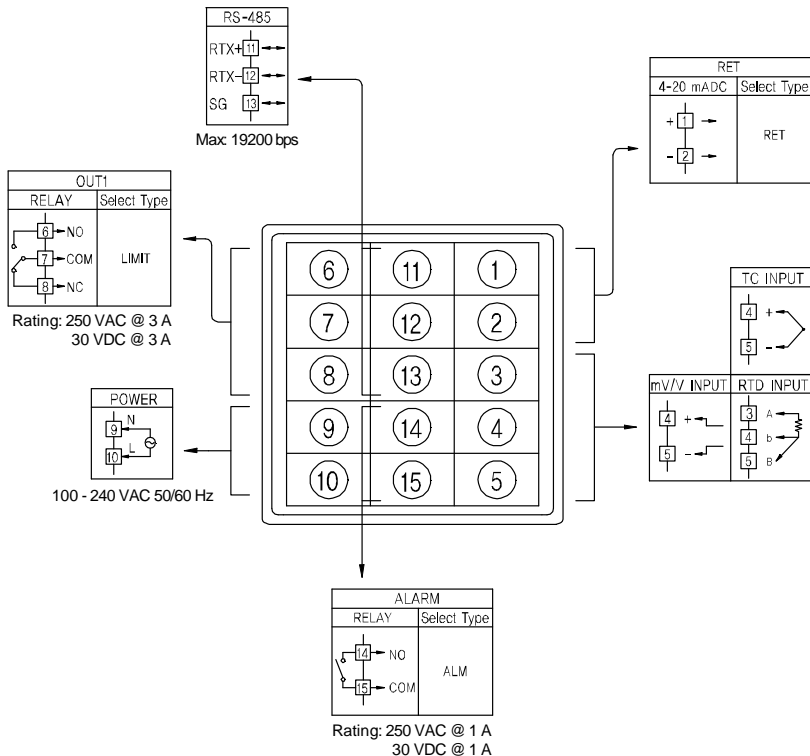 RS-485
RTX+ 11
RTX- 12
SG 13
Max: 19200 bps
RET
4-20 mADC Select Type
+ 1
- 2
RET
OUT1
RELAY Select Type
6 NO
7 COM
8 NC
LIMIT
Rating: 250 VAC @ 3 A
30 VDC @ 3 A
6 11 1
7 12 2
8 13 3
9 14 4
10 15 5
TC INPUT
4 +
5 -
POWER
9 N
10 L
100 - 240 VAC 50/60 Hz
mV/V INPUT
4 +
5 -
RTD INPUT
3 A
4 b
5 B
ALARM
RELAY Select Type
14 NO
15 COM
ALM
Rating: 250 VAC @ 1 A
30 VDC @ 1 A